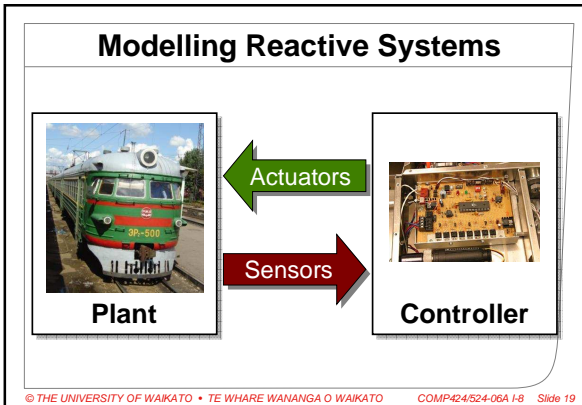 Modelling Reactive Systems
Actuators
Sensors
Plant
Controller
© THE UNIVERSITY OF WAIKATO • TE WHARE WANANGA O WAIKATO COMP424/524-06A I-8 Slide 19